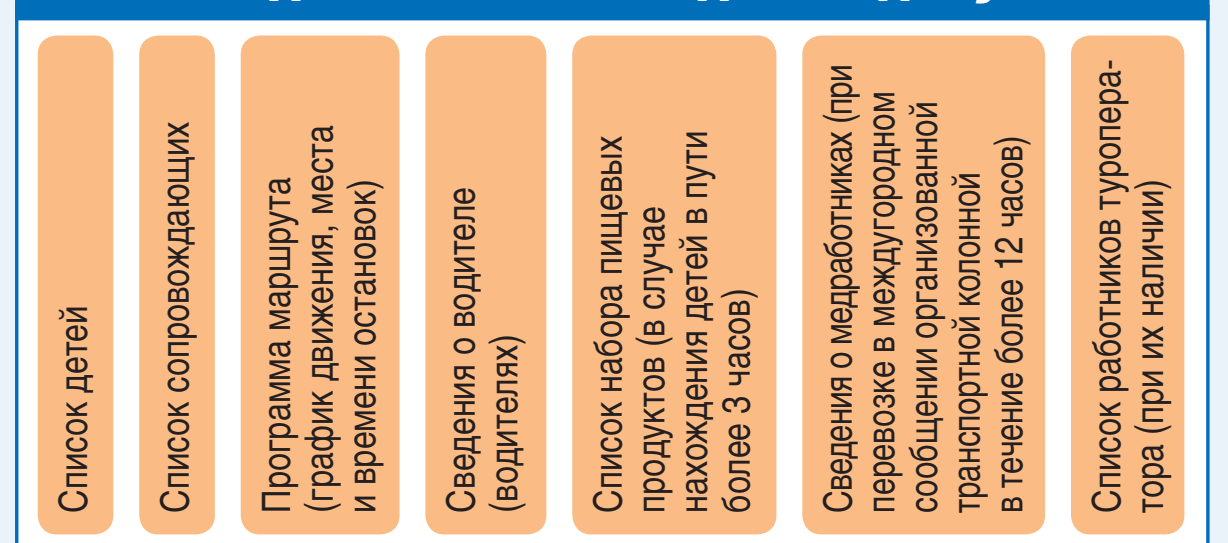 Список детей
Список сопровождающих
Программа маршрута
(график движения, места
и времени остановок)
Сведения о водителе
(водителях)
Список набора пищевых
продуктов (в случае
нахождения детей в пути
более 3 часов)
Сведения о медработниках (при
перевозке в междугородном
сообщении организованной
транспортной колонной
в течение более 12 часов)
Список работников туропера-
тора (при их наличии)